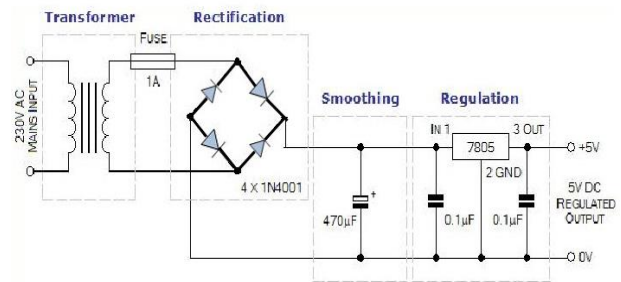 Transformer
Rectification
FUSE
1A
230V AC
MAINS INPUT
4 X 1N4001
Smoothing
Regulation
+
470µF
IN 1
3 OUT
7805
2 GND
0.1µF
0.1µF
+5V
5V DC
REGULATED
OUTPUT
0V